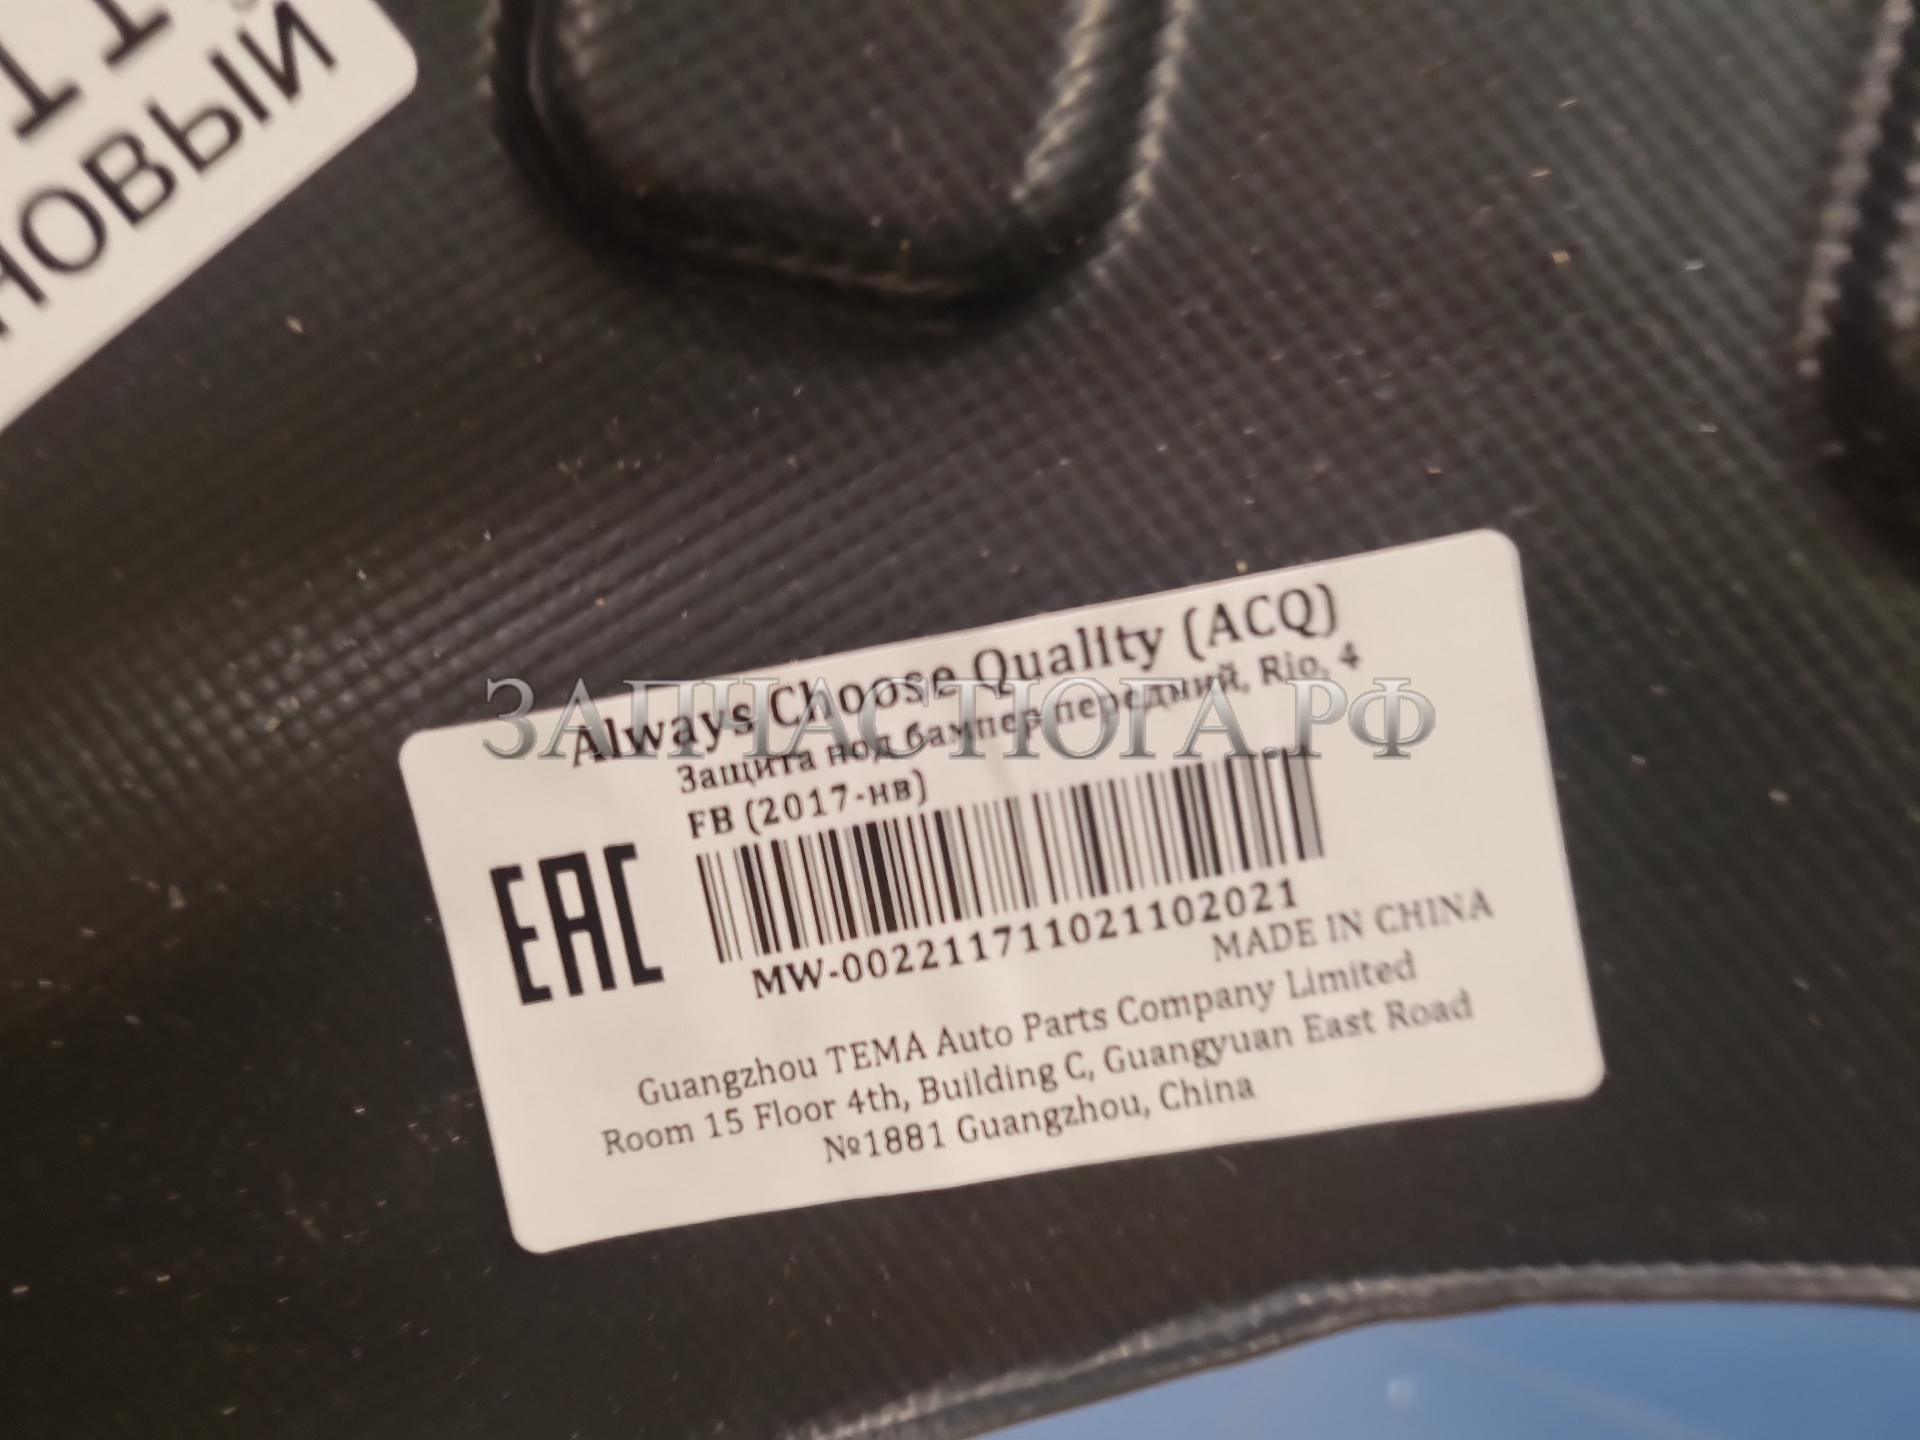 НОВЫЙ
Always Choose Quality (ACQ)
Защита под бампер передний, Rio, 4
FB (2017-нв)
EAC
MW-002211711021102021
MADE IN CHINA
Guangzhou TEMA Auto Parts Company Limited
Room 15 Floor 4th, Building C, Guangyuan East Road
№1881 Guangzhou, China
ЗАПЧАСТЮГА.РФ